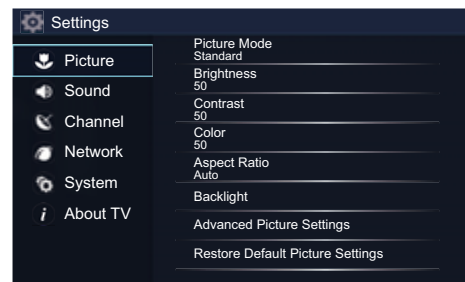 Settings
Picture
Sound
Channel
Network
System
i About TV
Picture Mode
Standard
Brightness
50
Contrast
50
Color
50
Aspect Ratio
Auto
Backlight
Advanced Picture Settings
Restore Default Picture Settings